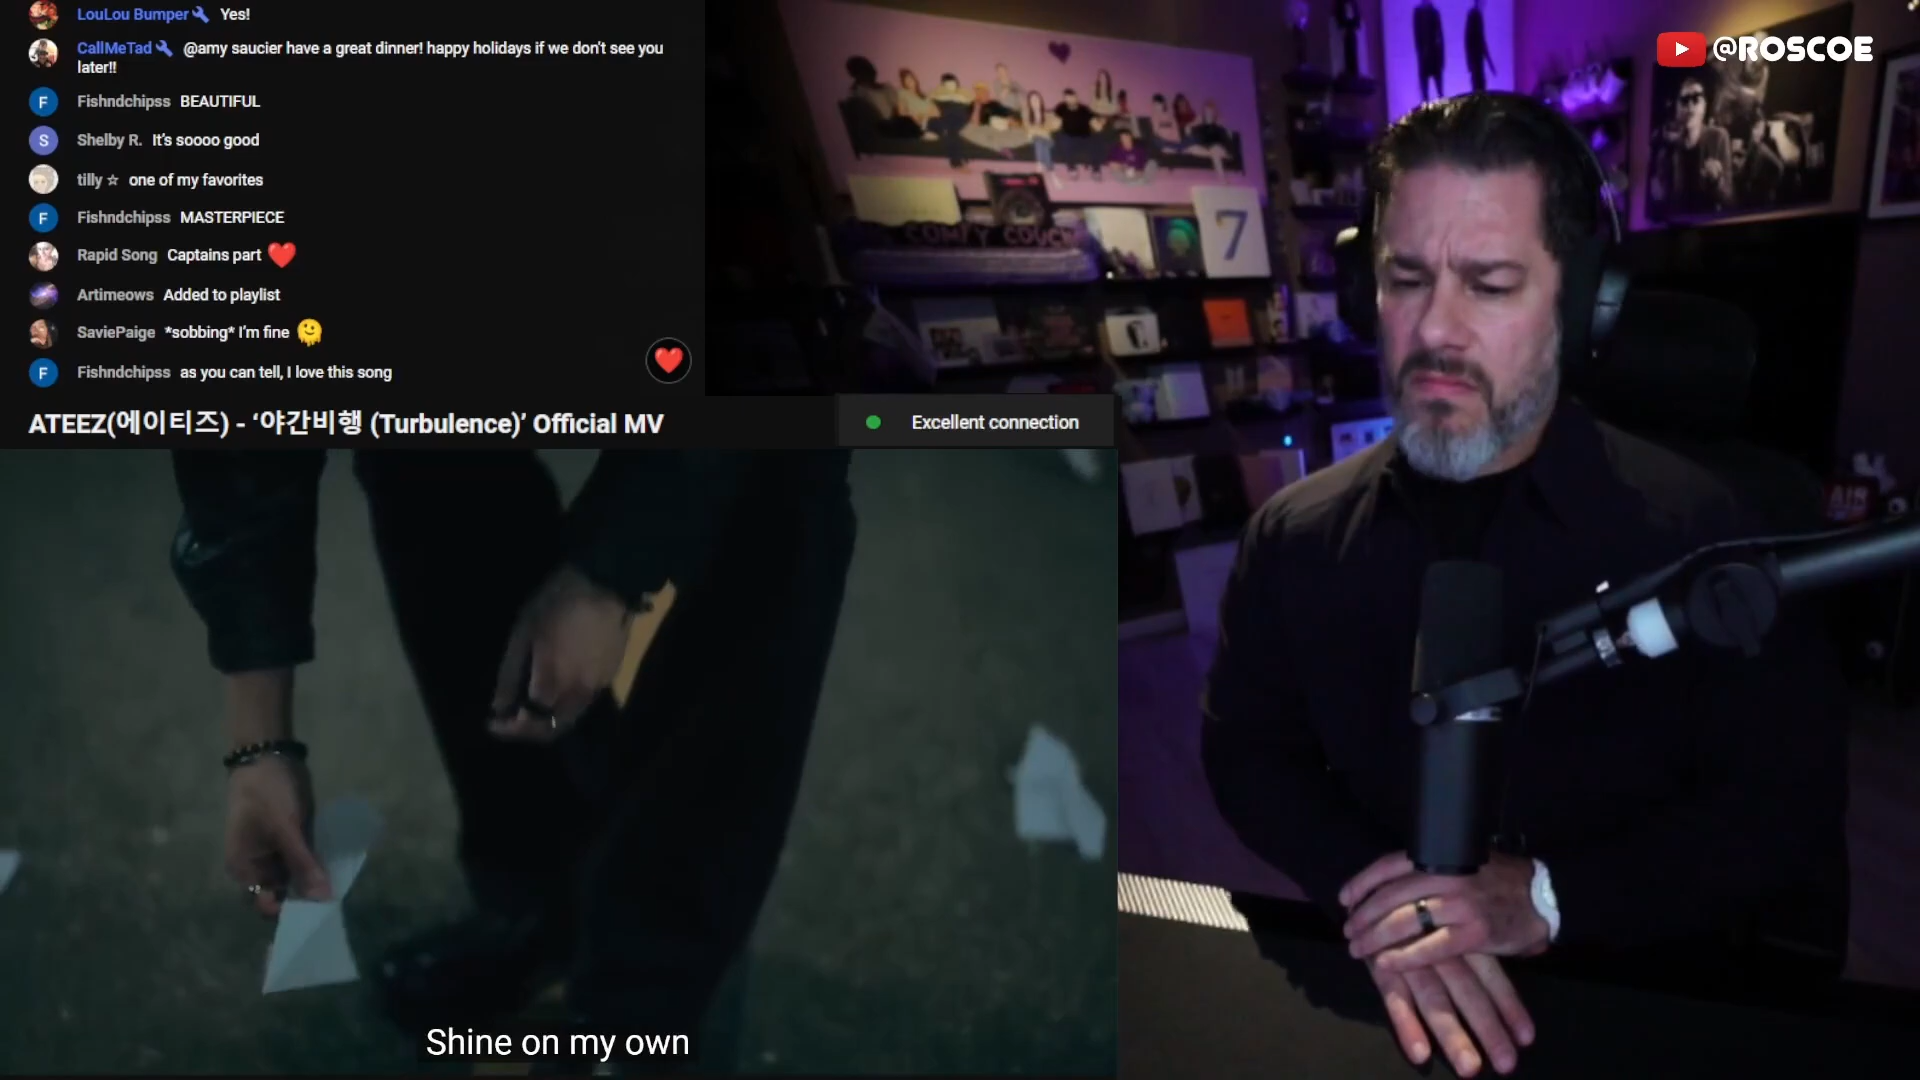 LouLou Bumper Yes!
CallMeTad @amy saucier have a great dinner! happy holidays if we don't see you
later!!
F Fishndchipss BEAUTIFUL
S Shelby R. It's soooo good
tilly ☆ one of my favorites
F Fishndchipss MASTERPIECE
Rapid Song Captains part ❤️
Artimeows Added to playlist
SaviePaige *sobbing* I'm fine 🫠
F Fishndchipss as you can tell, I love this song
ATEEZ(에이티즈) - ‘야간비행 (Turbulence)’ Official MV
Excellent connection
Shine on my own
@ROSCOE
COMFY COUCH
7
AIR